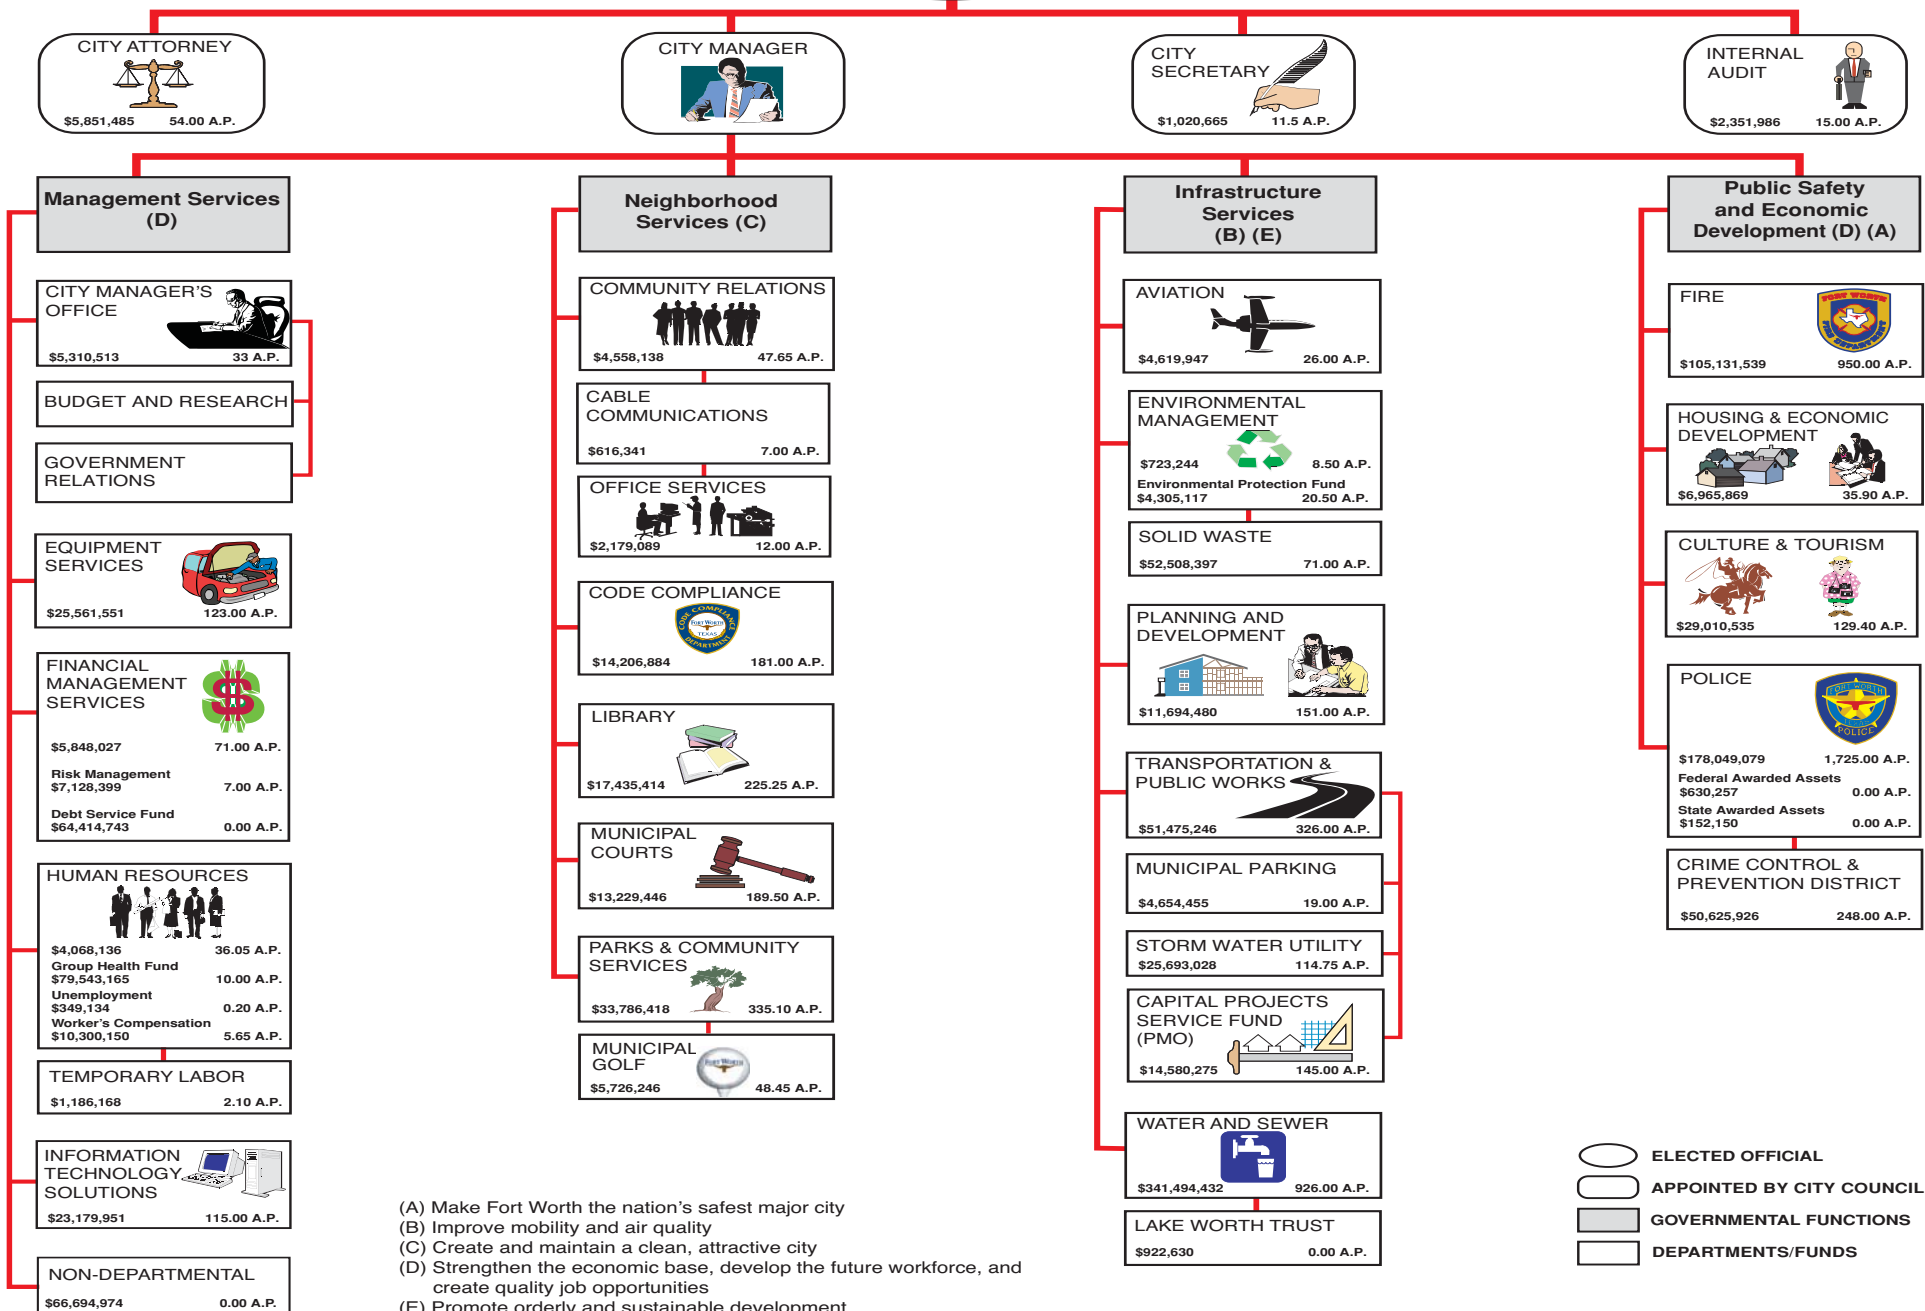 CITY ATTORNEY
$5,851,485 54.00 A.P.
CITY MANAGER
CITY
SECRETARY
$1,020,665 11.5 A.P.
INTERNAL
AUDIT
$2,351,986 15.00 A.P.
Management Services
(D)
CITY MANAGER'S
OFFICE
$5,310,513 33 A.P.
BUDGET AND RESEARCH
GOVERNMENT
RELATIONS
EQUIPMENT
SERVICES
$25,561,551 123.00 A.P.
FINANCIAL
MANAGEMENT
SERVICES
$5,848,027 71.00 A.P.
Risk Management
$7,128,399 7.00 A.P.
Debt Service Fund
$64,414,743 0.00 A.P.
HUMAN RESOURCES
$4,068,136 36.05 A.P.
Group Health Fund
$79,543,165 10.00 A.P.
Unemployment
$349,134 0.20 A.P.
Worker's Compensation
$10,300,150 5.65 A.P.
TEMPORARY LABOR
$1,186,168 2.10 A.P.
INFORMATION
TECHNOLOGY
SOLUTIONS
$23,179,951 115.00 A.P.
NON-DEPARTMENTAL
$66,694,974 0.00 A.P.
Neighborhood
Services (C)
COMMUNITY RELATIONS
$4,558,138 47.65 A.P.
CABLE
COMMUNICATIONS
$616,341 7.00 A.P.
OFFICE SERVICES
$2,179,089 12.00 A.P.
CODE COMPLIANCE
CODE COMPLIANCE
FORT WORTH
TEXAS
DEPARTMENT
$14,206,884 181.00 A.P.
LIBRARY
$17,435,414 225.25 A.P.
MUNICIPAL
COURTS
$13,229,446 189.50 A.P.
PARKS & COMMUNITY
SERVICES
$33,786,418 335.10 A.P.
MUNICIPAL
GOLF
FORT WORTH
$5,726,246 48.45 A.P.
Infrastructure
Services
(B) (E)
AVIATION
$4,619,947 26.00 A.P.
ENVIRONMENTAL
MANAGEMENT
$723,244 8.50 A.P.
Environmental Protection Fund
$4,305,117 20.50 A.P.
SOLID WASTE
$52,508,397 71.00 A.P.
PLANNING AND
DEVELOPMENT
$11,694,480 151.00 A.P.
TRANSPORTATION &
PUBLIC WORKS
$51,475,246 326.00 A.P.
MUNICIPAL PARKING
$4,654,455 19.00 A.P.
STORM WATER UTILITY
$25,693,028 114.75 A.P.
CAPITAL PROJECTS
SERVICE FUND
(PMO)
$14,580,275 145.00 A.P.
WATER AND SEWER
$341,494,432 926.00 A.P.
LAKE WORTH TRUST
$922,630 0.00 A.P.
Public Safety
and Economic
Development (D) (A)
FIRE
FORT WORTH
FIRE DEPARTMENT
$105,131,539 950.00 A.P.
HOUSING & ECONOMIC
DEVELOPMENT
$6,965,869 35.90 A.P.
CULTURE & TOURISM
$29,010,535 129.40 A.P.
POLICE
FORT WORTH
POLICE
$178,049,079 1,725.00 A.P.
Federal Awarded Assets
$630,257 0.00 A.P.
State Awarded Assets
$152,150 0.00 A.P.
CRIME CONTROL &
PREVENTION DISTRICT
$50,625,926 248.00 A.P.
(A) Make Fort Worth the nation's safest major city
(B) Improve mobility and air quality
(C) Create and maintain a clean, attractive city
(D) Strengthen the economic base, develop the future workforce, and
create quality job opportunities
(E) Promote orderly and sustainable development
ELECTED OFFICIAL
APPOINTED BY CITY COUNCIL
GOVERNMENTAL FUNCTIONS
DEPARTMENTS/FUNDS